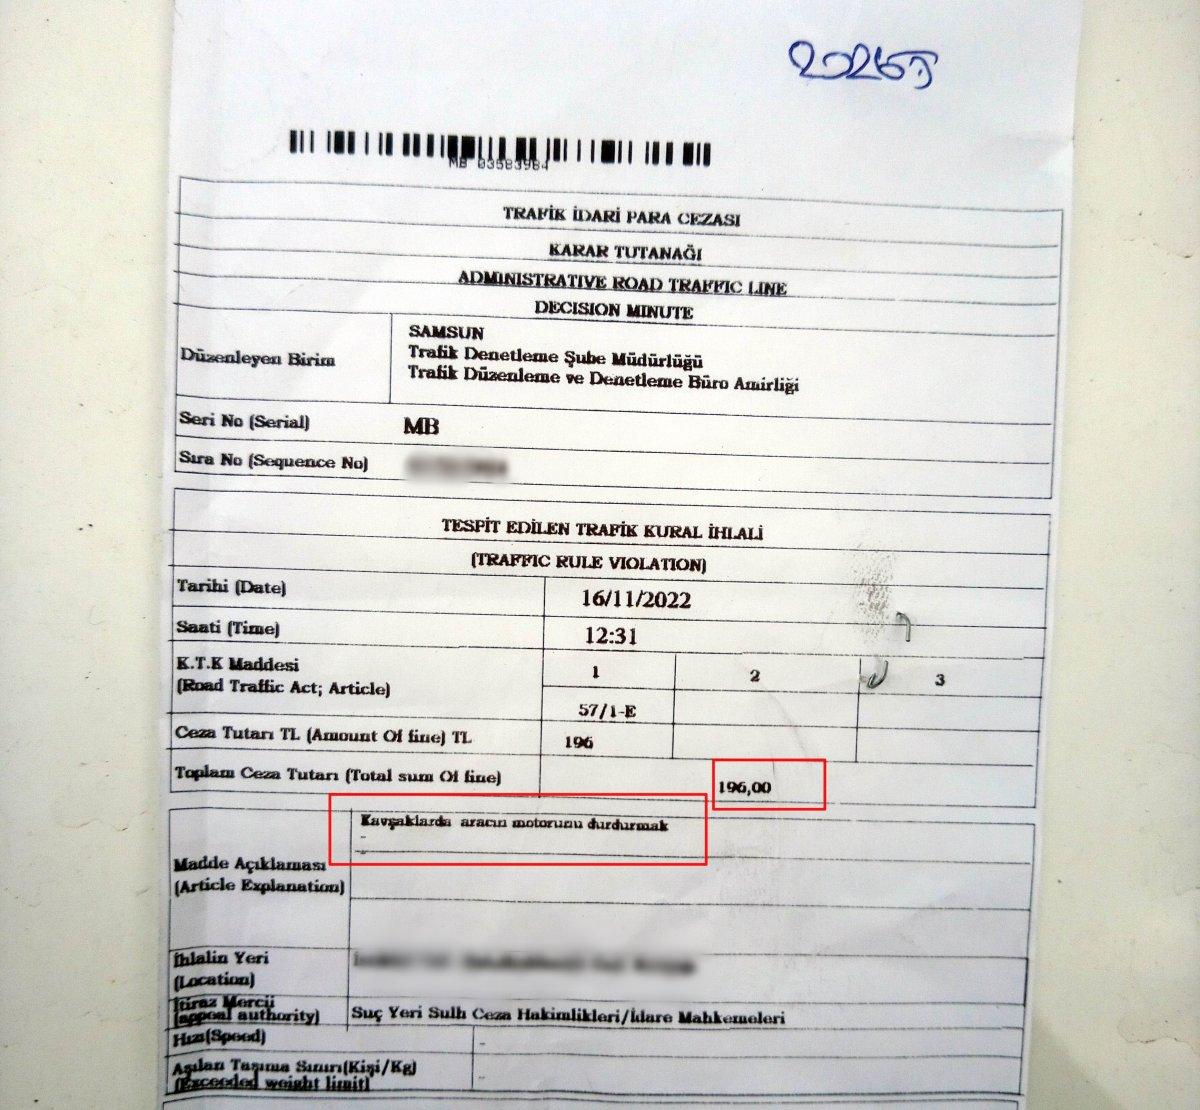 MB 03583984
TRAFİK İDARİ PARA CEZASI
KARAR TUTANAĞI
ADMINISTRATIVE ROAD TRAFFIC LINE
DECISION MINUTE
Düzenleyen Birim
SAMSUN
Trafik Denetleme Şube Müdürlüğü
Trafik Düzenleme ve Denetleme Büro Amirliği
Seri No (Serial) MB
Sıra No (Sequence No)
TESPİT EDİLEN TRAFİK KURAL İHLALİ
(TRAFFIC RULE VIOLATION)
Tarihi (Date) 16/11/2022
Saati (Time) 12:31
K.T.K Maddesi
(Road Traffic Act; Article)
1 2 3
57/1-E
Ceza Tutarı TL (Amount Of fine) TL 196
Toplam Ceza Tutarı (Total sum Of fine) 196,00
Kavşaklarda aracın motorunu durdurmak
-
-
Madde Açıklaması
(Article Explanation)
İhlalin Yeri
(Location)
İtiraz Mercii
(appeal authority)
Suç Yeri Sulh Ceza Hakimlikleri/İdare Mahkemeleri
Hızı(Speed) -
Aşılan Taşıma Sınırı(Kişi/Kg)
(Exceeded weight limit) -